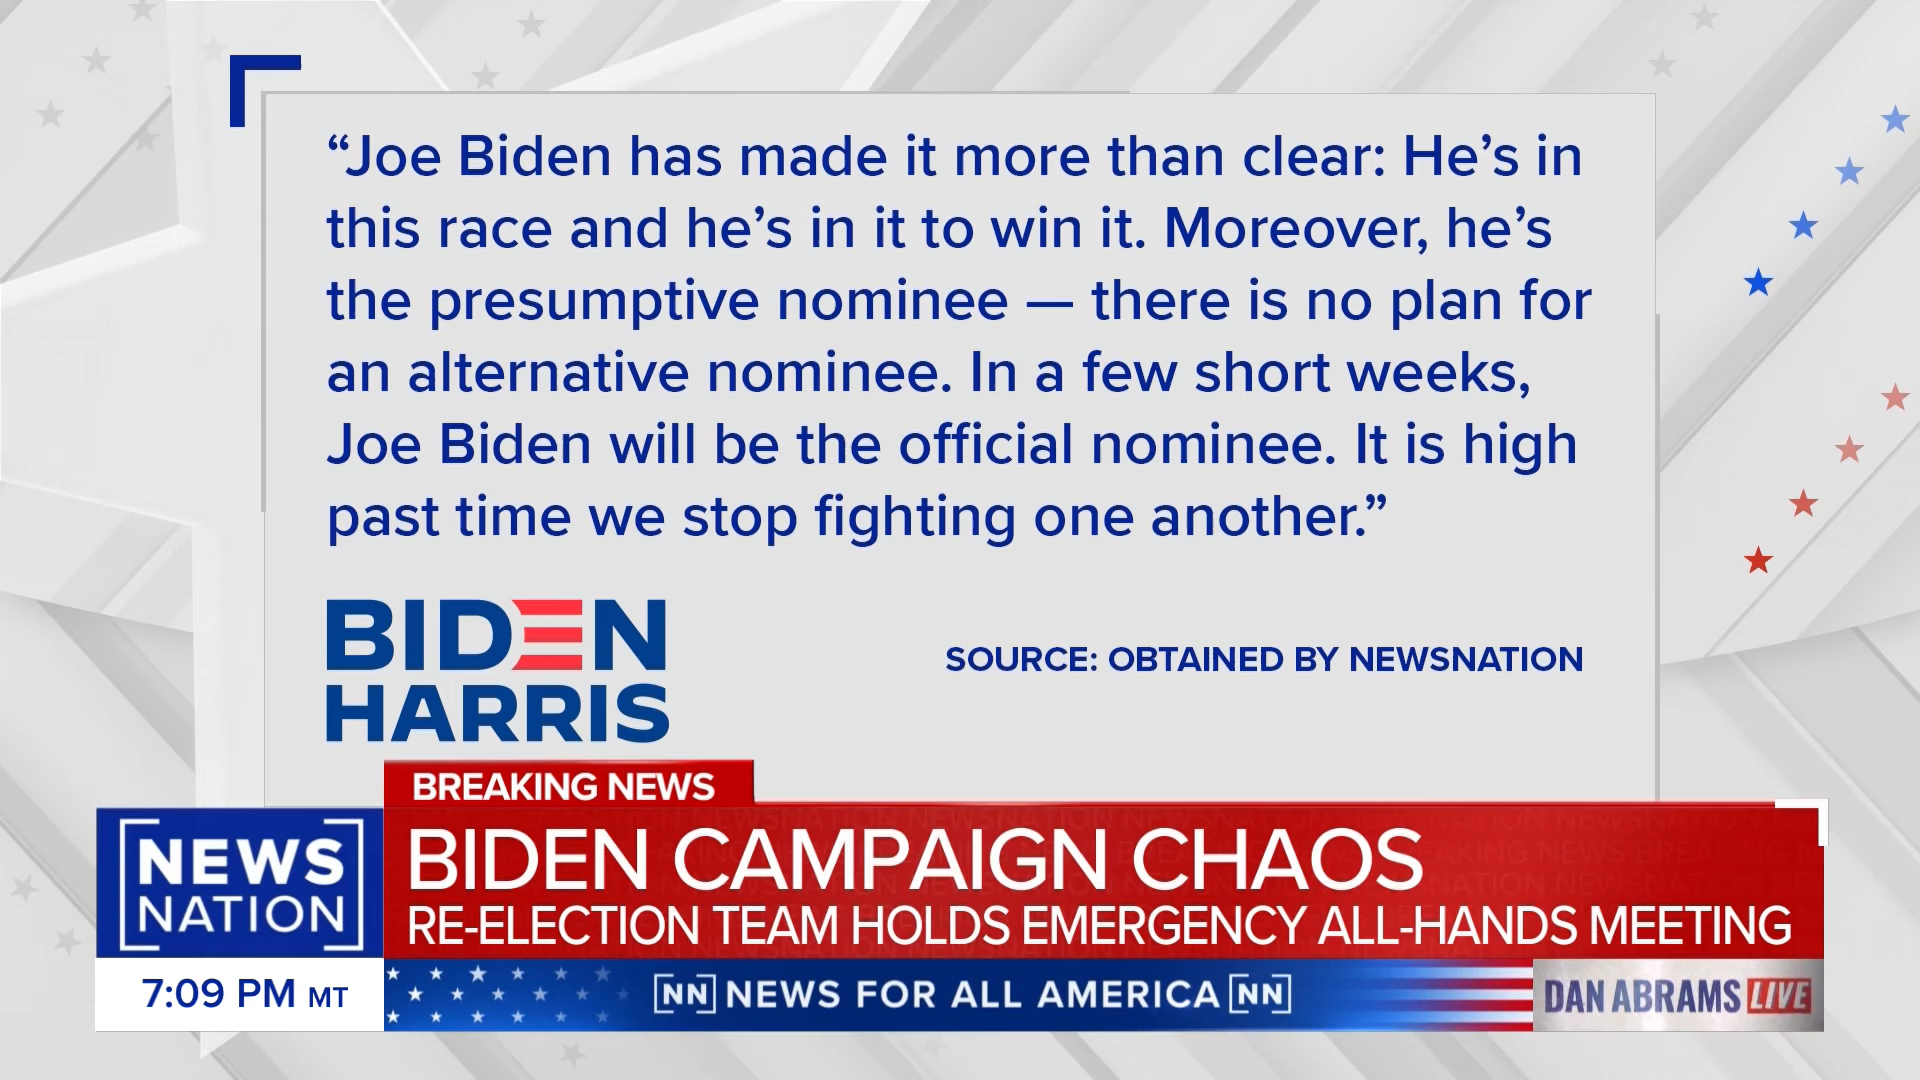 “Joe Biden has made it more than clear: He’s in
this race and he’s in it to win it. Moreover, he’s
the presumptive nominee — there is no plan for
an alternative nominee. In a few short weeks,
Joe Biden will be the official nominee. It is high
past time we stop fighting one another.”
BIDEN
HARRIS
SOURCE: OBTAINED BY NEWSNATION
BREAKING NEWS
BIDEN CAMPAIGN CHAOS
RE-ELECTION TEAM HOLDS EMERGENCY ALL-HANDS MEETING
NEWS
NATION
7:09 PM MT
NN NEWS FOR ALL AMERICA NN
DAN ABRAMS LIVE